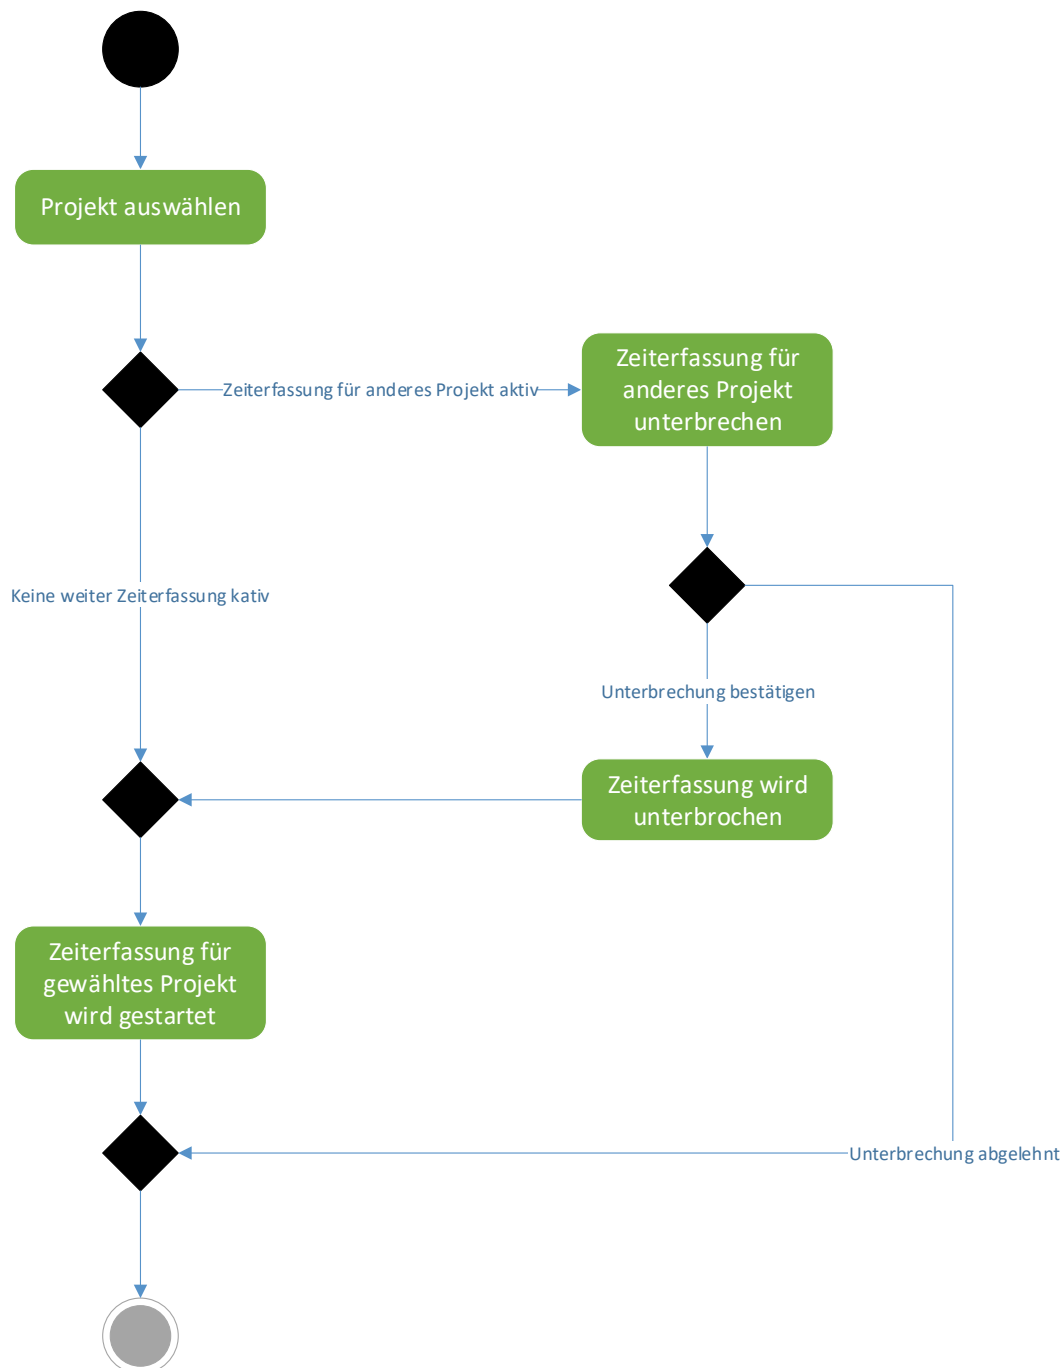 Projekt auswählen
Zeiterfassung für anderes Projekt aktiv
Zeiterfassung für
anderes Projekt
unterbrechen
Keine weiter Zeiterfassung kativ
Unterbrechung bestätigen
Zeiterfassung wird
unterbrochen
Zeiterfassung für
gewähltes Projekt
wird gestartet
Unterbrechung abgelehnt